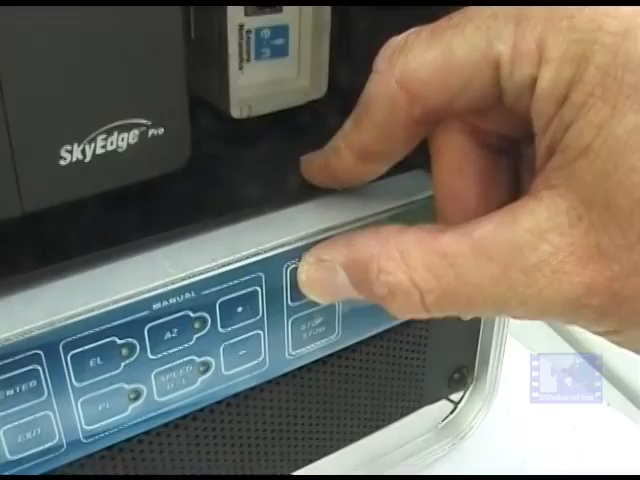 SkyEdge Pro
MANUAL
EL
AZ
PL
SPEED
H/L
ENTER
EXIT
STOP
STOW